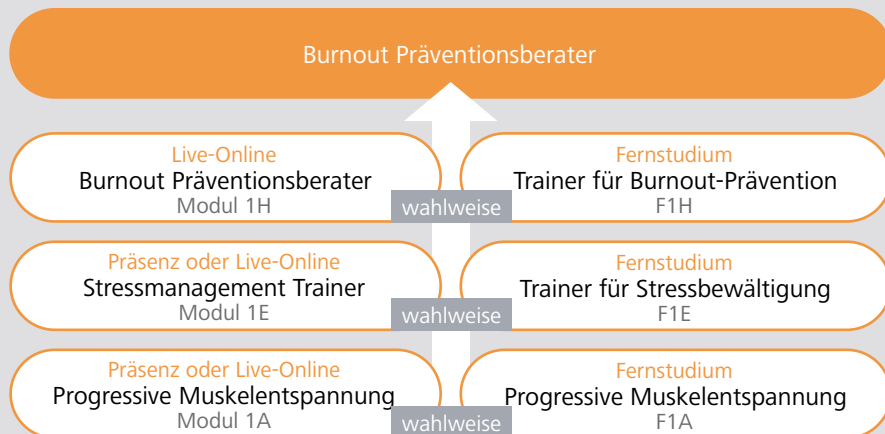 Burnout Präventionsberater
Live-Online
Burnout Präventionsberater
Modul 1H
wahlweise
Fernstudium
Trainer für Burnout-Prävention
F1H
Präsenz oder Live-Online
Stressmanagement Trainer
Modul 1E
wahlweise
Fernstudium
Trainer für Stressbewältigung
F1E
Präsenz oder Live-Online
Progressive Muskelentspannung
Modul 1A
wahlweise
Fernstudium
Progressive Muskelentspannung
F1A